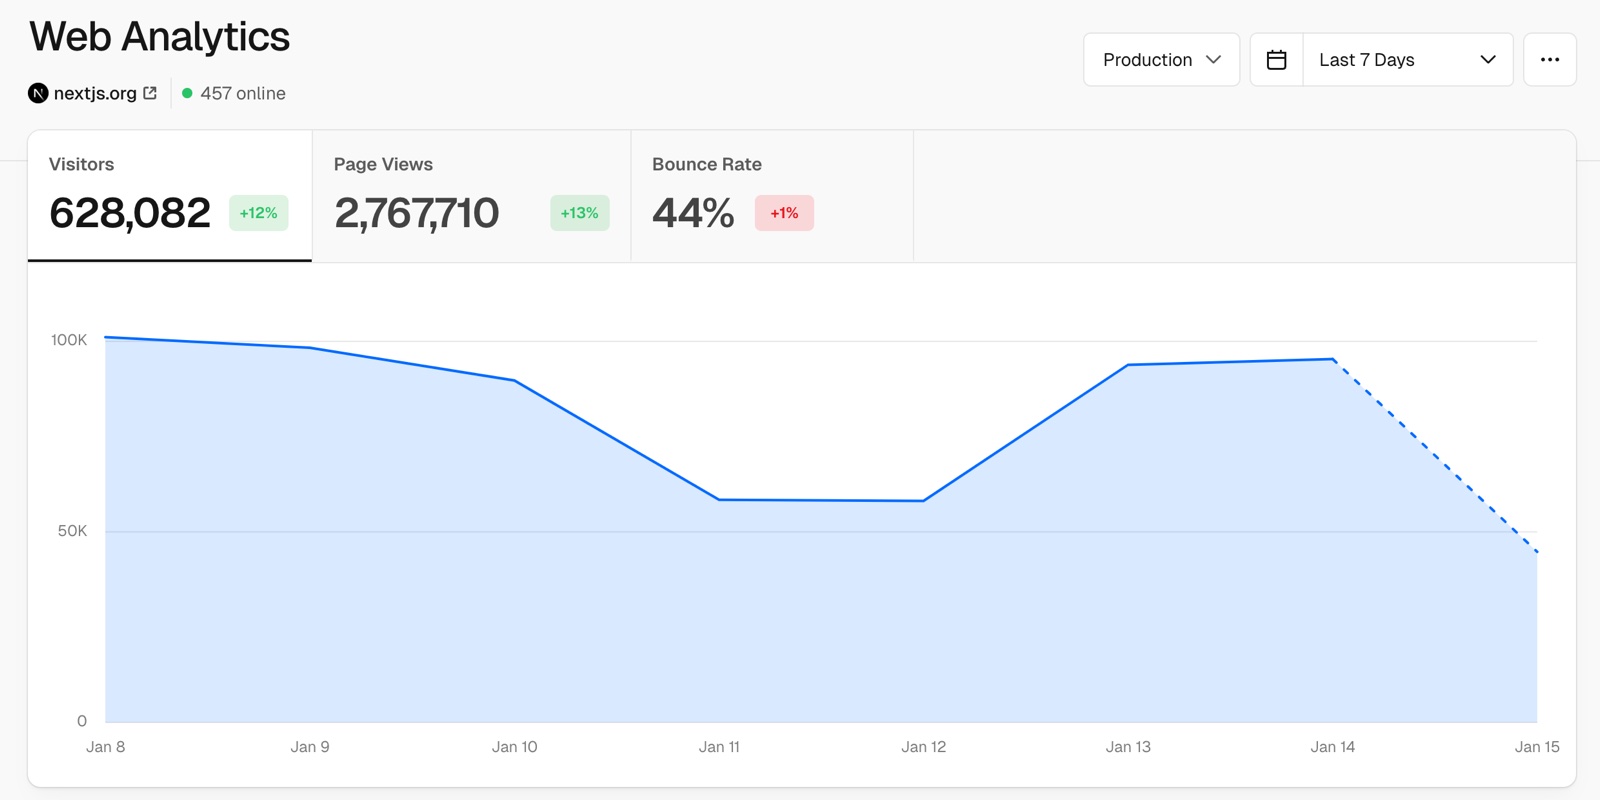 Web Analytics
nextjs.org
457 online
Production
Last 7 Days
Visitors
628,082
+12%
Page Views
2,767,710
+13%
Bounce Rate
44%
+1%
100K
50K
0
Jan 8
Jan 9
Jan 10
Jan 11
Jan 12
Jan 13
Jan 14
Jan 15